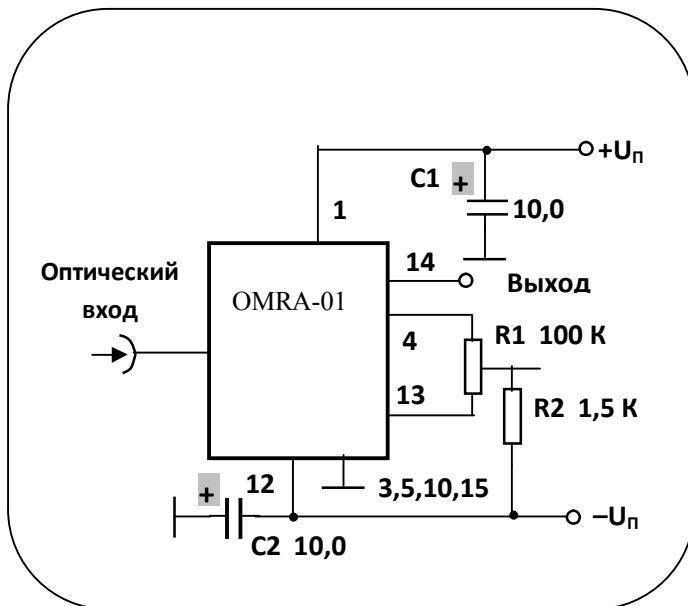 +Uп
C1 +
10,0
1
14
Выход
Оптический
вход
OMRA-01
4
R1 100 К
13
R2 1,5 К
+
12
3,5,10,15
–Uп
C2 10,0